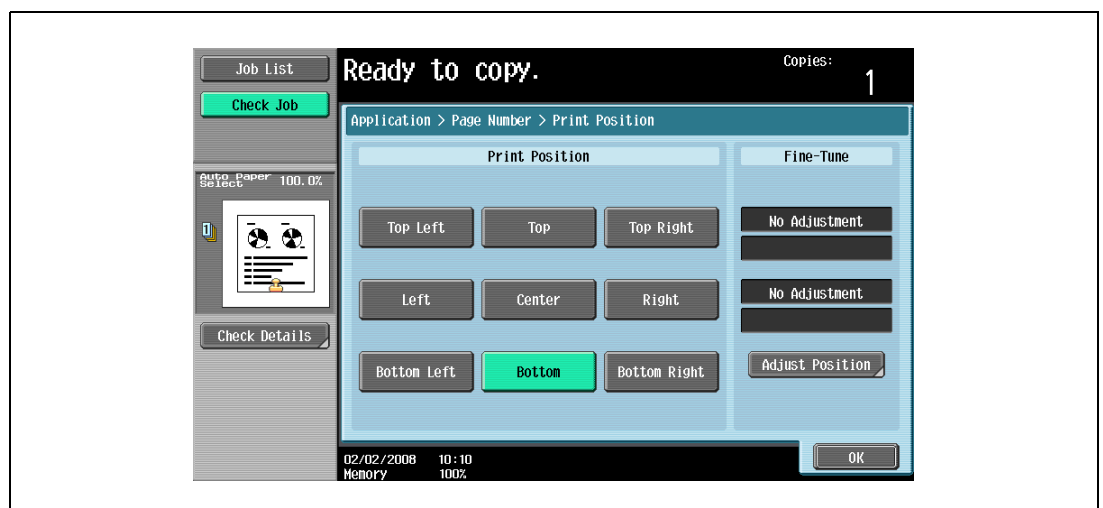 Job List
Check Job
Auto Paper
Select 100.0%
1
Check Details
Ready to copy.
Copies:
1
Application > Page Number > Print Position
Print Position
Top Left Top Top Right
Left Center Right
Bottom Left Bottom Bottom Right
Fine-Tune
No Adjustment
No Adjustment
Adjust Position
02/02/2008 10:10
Memory 100%
OK